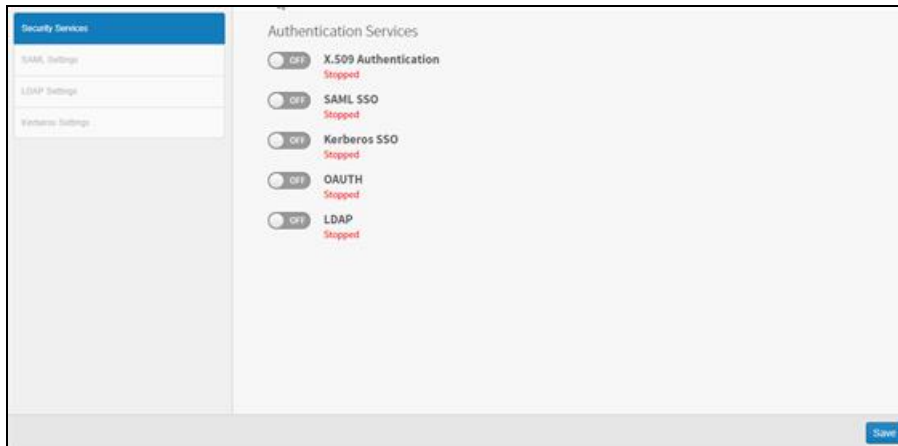 Security Services
SAML Settings
LDAP Settings
Kerberos Settings
Authentication Services
OFF X.509 Authentication
Stopped
OFF SAML SSO
Stopped
OFF Kerberos SSO
Stopped
OFF OAUTH
Stopped
OFF LDAP
Stopped
Save